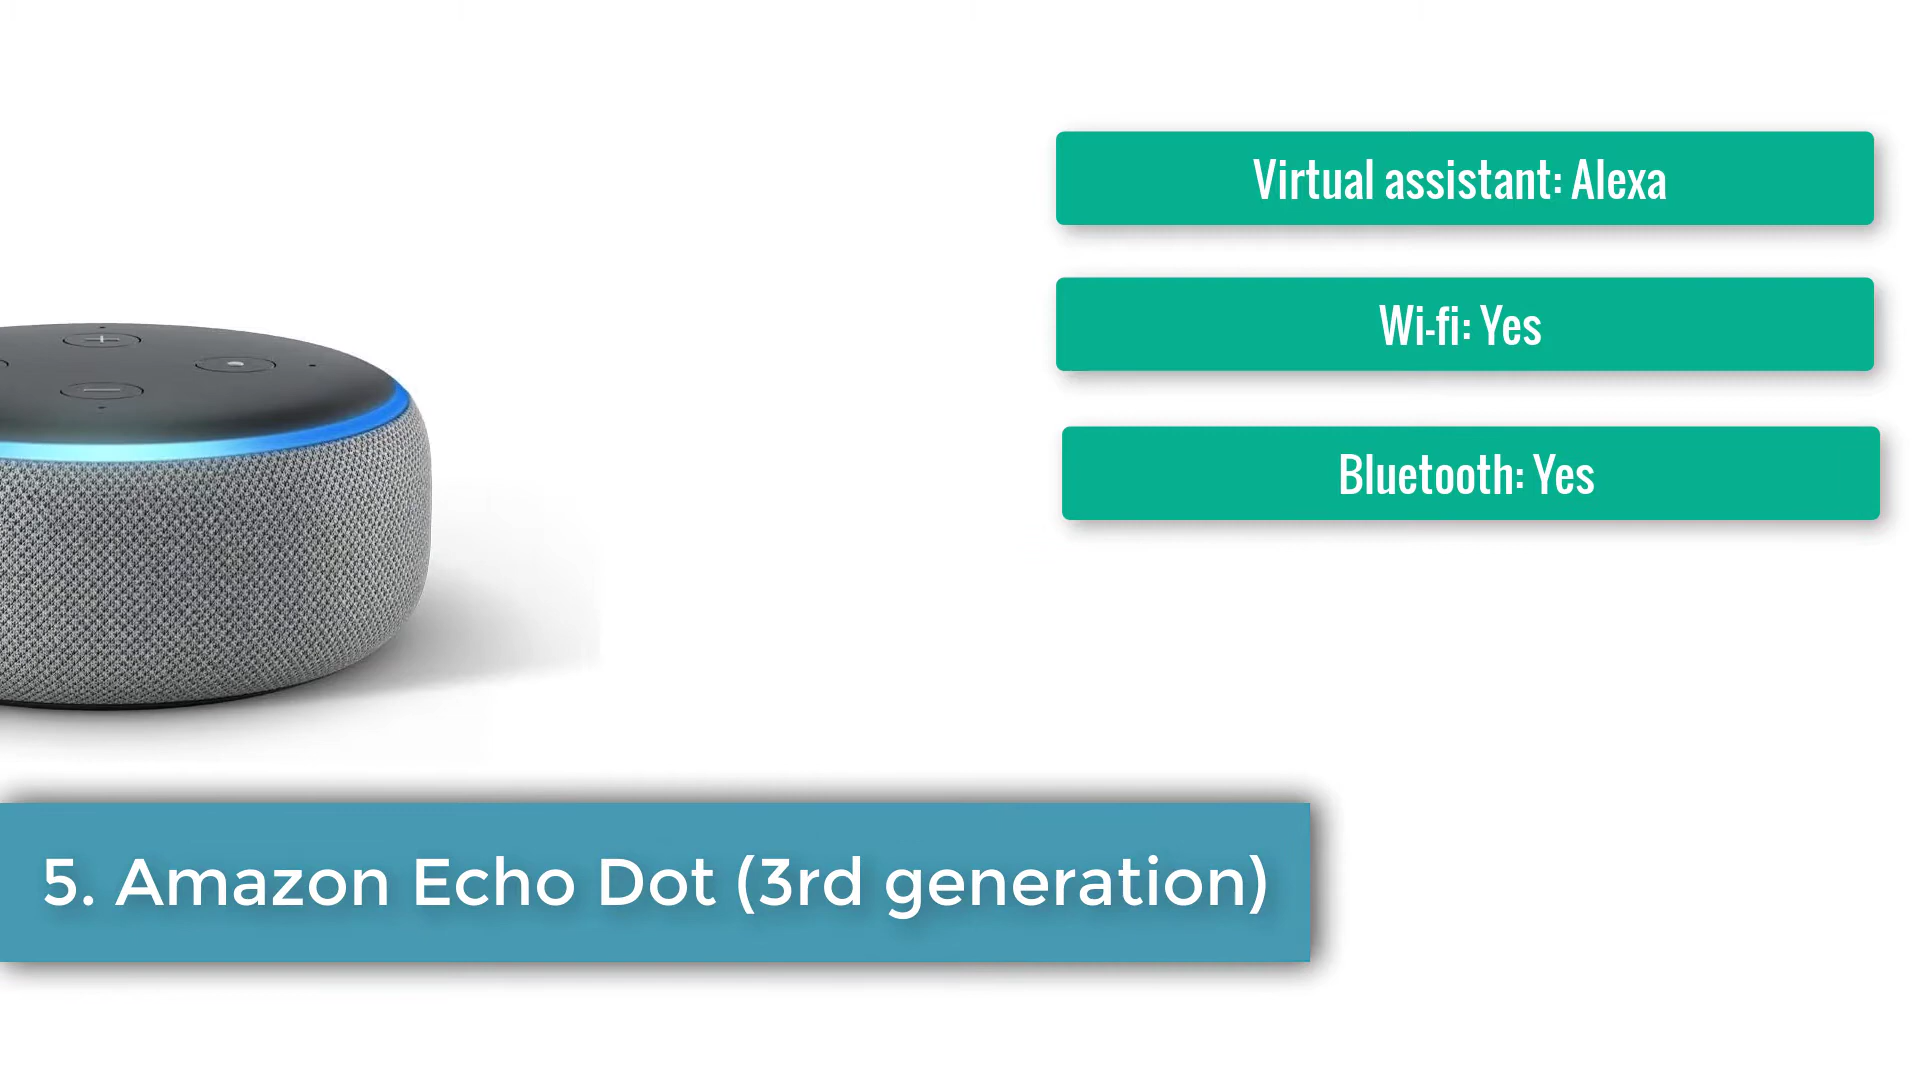 Virtual assistant: Alexa
Wi-fi: Yes
Bluetooth: Yes
5. Amazon Echo Dot (3rd generation)